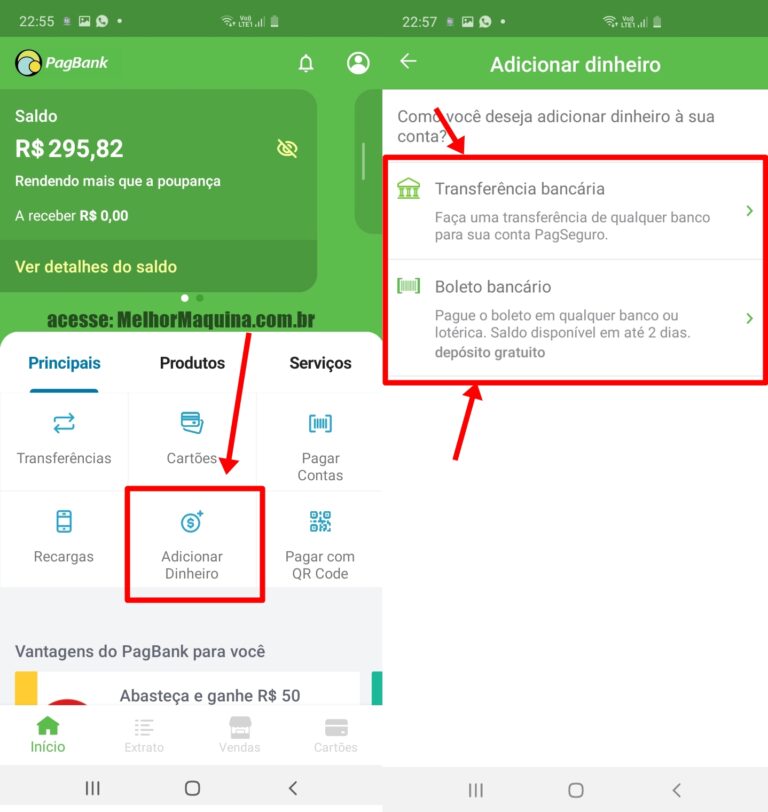 22:55
Vo))
LTE1
PagBank
Saldo
R$ 295,82
Rendendo mais que a poupança
A receber R$ 0,00
Ver detalhes do saldo
acesse: MelhorMaquina.com.br
Principais
Produtos
Serviços
Transferências
Cartões
Pagar
Contas
Recargas
Adicionar
Dinheiro
Pagar com
QR Code
Vantagens do PagBank para você
Abasteça e ganhe R$ 50
Início
Extrato
Vendas
Cartões
22:57
Vo))
LTE1
Adicionar dinheiro
Como você deseja adicionar dinheiro à sua
conta?
Transferência bancária
Faça uma transferência de qualquer banco
para sua conta PagSeguro.
Boleto bancário
Pague o boleto em qualquer banco ou
lotérica. Saldo disponível em até 2 dias.
depósito gratuito